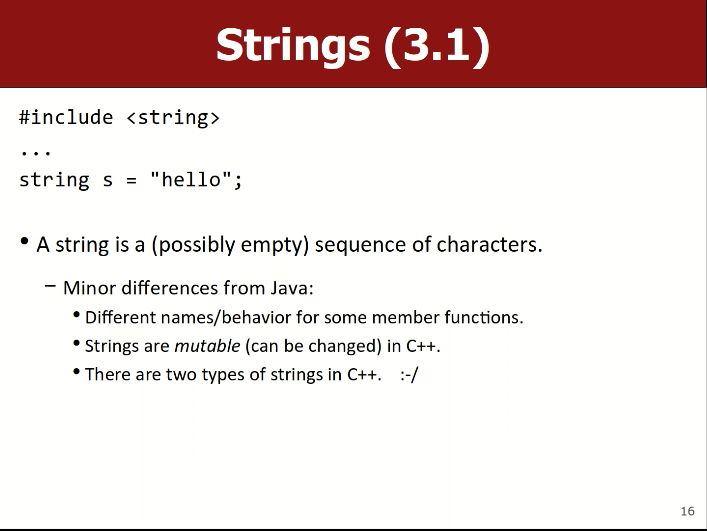 Strings (3.1)
#include <string>
...
string s = "hello";
• A string is a (possibly empty) sequence of characters.
– Minor differences from Java:
• Different names/behavior for some member functions.
• Strings are mutable (can be changed) in C++.
• There are two types of strings in C++. :-/
16